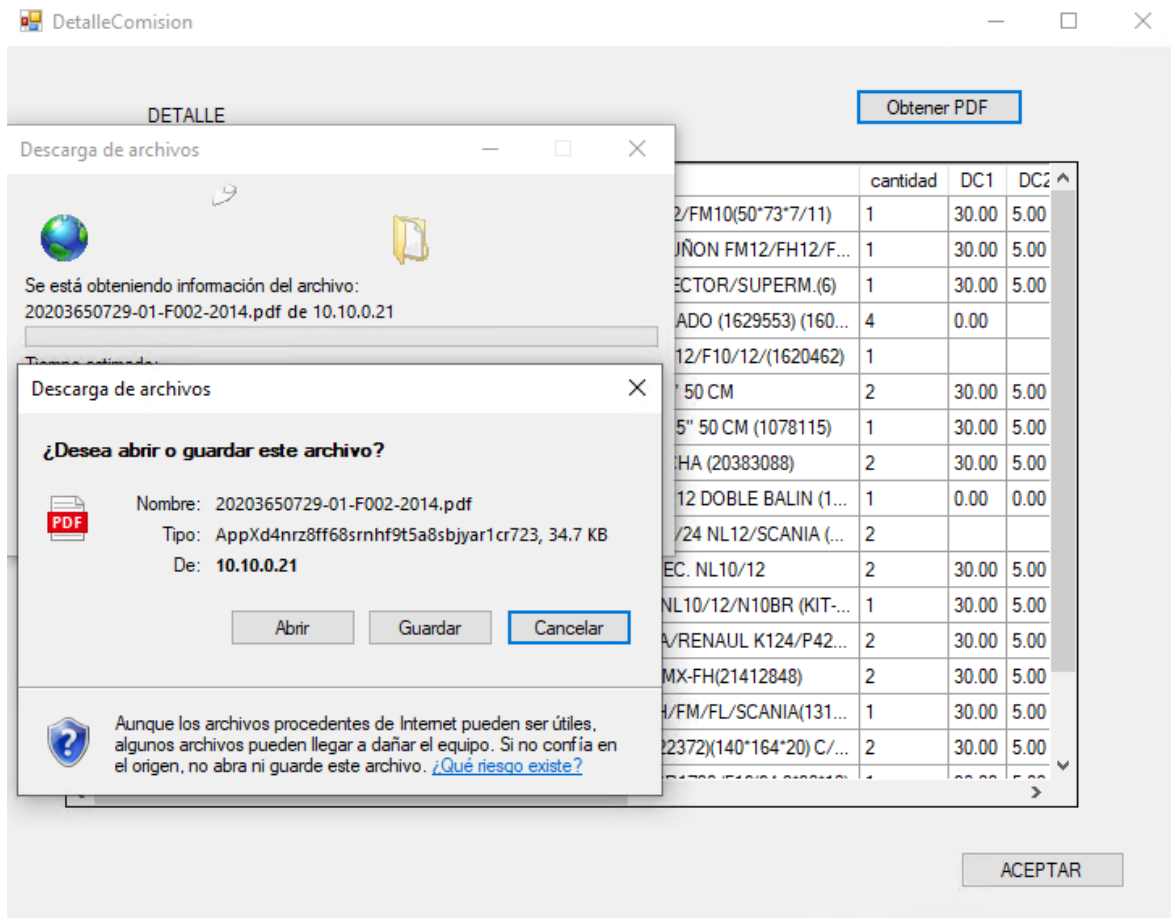 DetalleComision
DETALLE
Obtener PDF
Descarga de archivos
Se está obteniendo información del archivo:
20203650729-01-F002-2014.pdf de 10.10.0.21
Descarga de archivos
¿Desea abrir o guardar este archivo?
Nombre: 20203650729-01-F002-2014.pdf
PDF
Tipo: AppXd4nrz8ff68srnhf9t5a8sbjyar1cr723, 34.7 KB
De: 10.10.0.21
Abrir Guardar Cancelar
Aunque los archivos procedentes de Internet pueden ser útiles,
algunos archivos pueden llegar a dañar el equipo. Si no confía en
el origen, no abra ni guarde este archivo. ¿Qué riesgo existe?
cantidad DC1 DC2
2/FM10(50*73*7/11) 1 30.00 5.00
UÑON FM12/FH12/F... 1 30.00 5.00
ECTOR/SUPERM.(6) 1 30.00 5.00
ADO (1629553) (160... 4 0.00
12/F10/12/(1620462) 1
" 50 CM 2 30.00 5.00
5" 50 CM (1078115) 1 30.00 5.00
CHA (20383088) 2 30.00 5.00
12 DOBLE BALIN (1... 1 0.00 0.00
/24 NL12/SCANIA (... 2
EC. NL10/12 2 30.00 5.00
NL10/12/N10BR (KIT-... 1 30.00 5.00
A/RENAUL K124/P42... 2 30.00 5.00
MX-FH(21412848) 2 30.00 5.00
H/FM/FL/SCANIA(131... 1 30.00 5.00
22372)(140*164*20) C/... 2 30.00 5.00
ACEPTAR